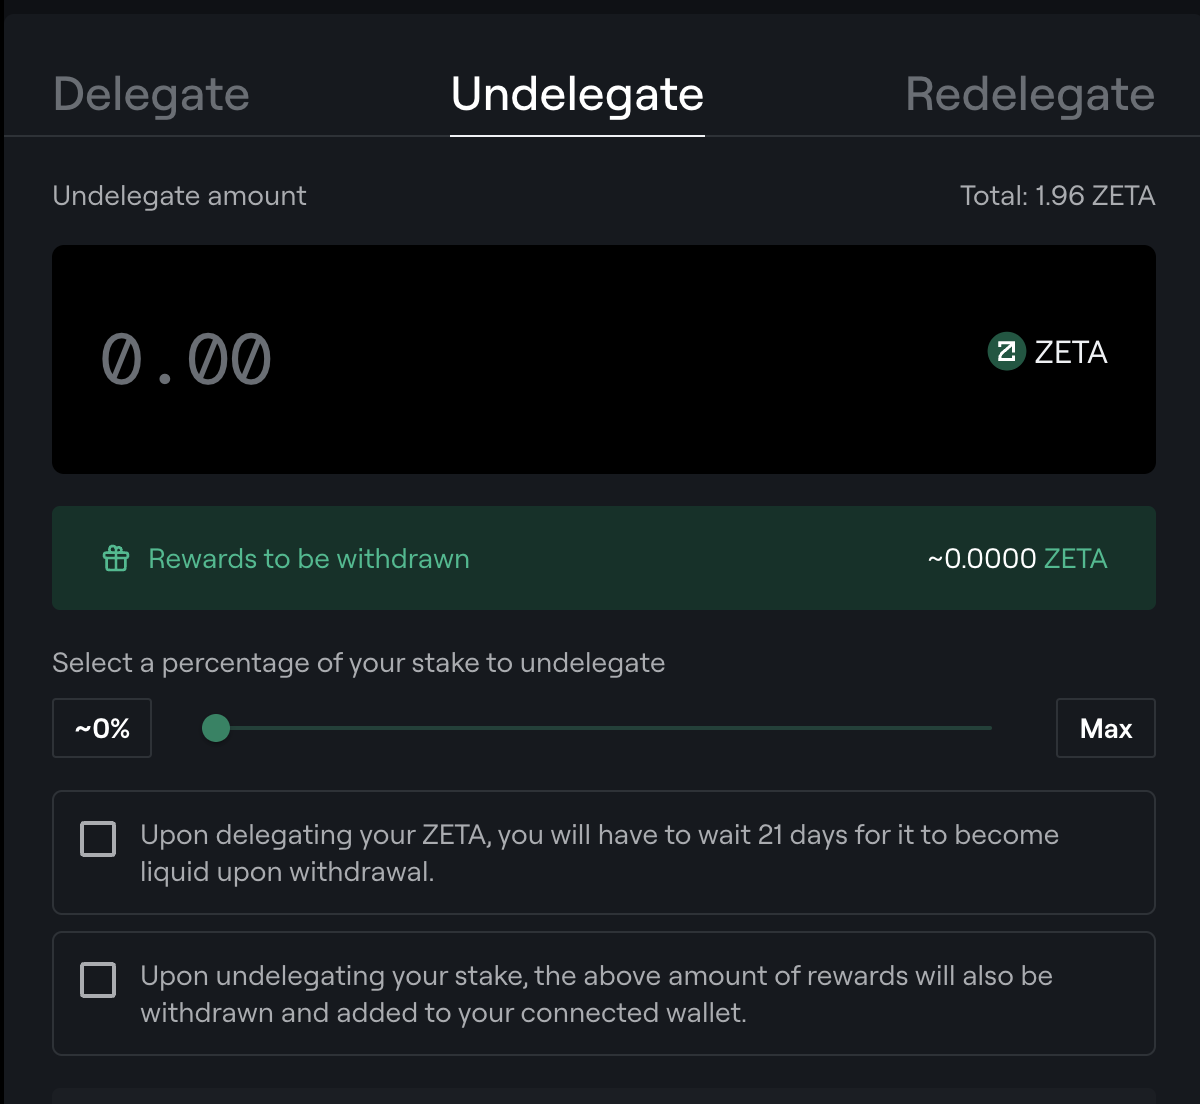 Delegate
Undelegate
Redelegate
Undelegate amount
Total: 1.96 ZETA
0.00
ZETA
Rewards to be withdrawn
~0.0000 ZETA
Select a percentage of your stake to undelegate
~0%
Max
Upon delegating your ZETA, you will have to wait 21 days for it to become
liquid upon withdrawal.
Upon undelegating your stake, the above amount of rewards will also be
withdrawn and added to your connected wallet.